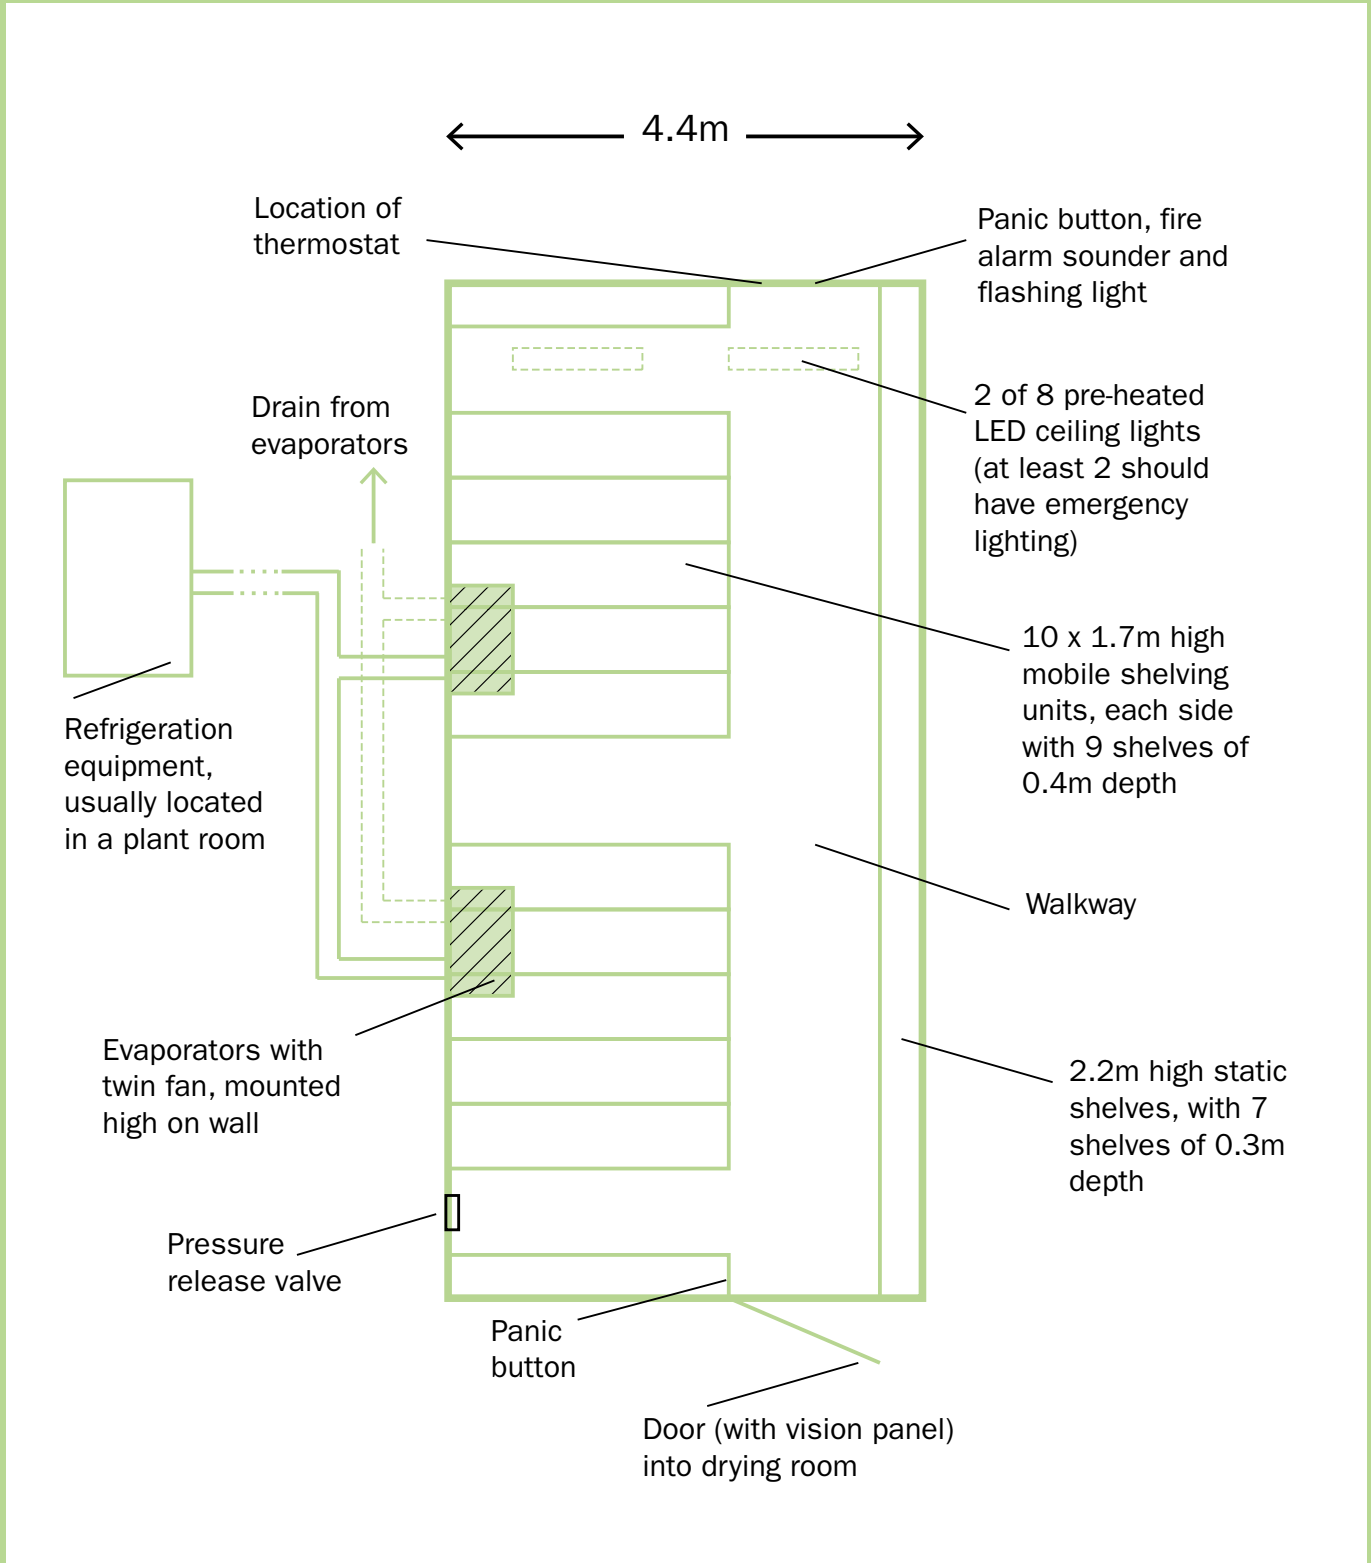 4.4m
Location of
thermostat
Panic button, fire
alarm sounder and
flashing light
Drain from
evaporators
2 of 8 pre-heated
LED ceiling lights
(at least 2 should
have emergency
lighting)
10 x 1.7m high
mobile shelving
units, each side
with 9 shelves of
0.4m depth
Refrigeration
equipment,
usually located
in a plant room
Walkway
Evaporators with
twin fan, mounted
high on wall
2.2m high static
shelves, with 7
shelves of 0.3m
depth
Pressure
release valve
Panic
button
Door (with vision panel)
into drying room